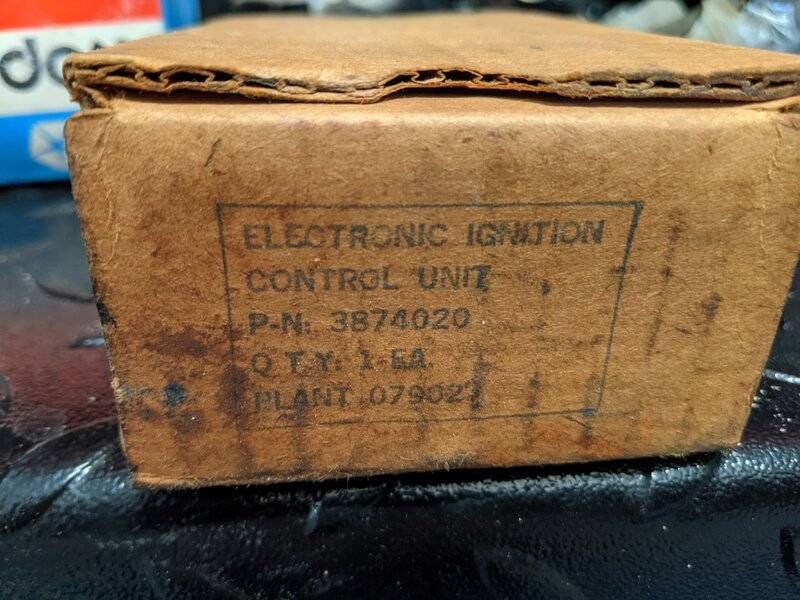 ELECTRONIC IGNITION
CONTROL UNIT
P-N: 3874020
Q T Y: 1-EA.
PLANT 07902